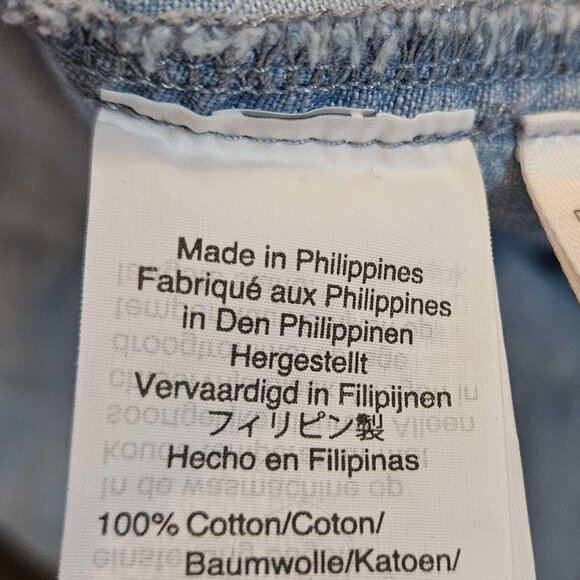 Made in Philippines
Fabriqué aux Philippines
in Den Philippinen
Hergestellt
Vervaardigd in Filipijnen
フィリピン製
Hecho en Filipinas
100% Cotton/Coton/
Baumwolle/Katoen/